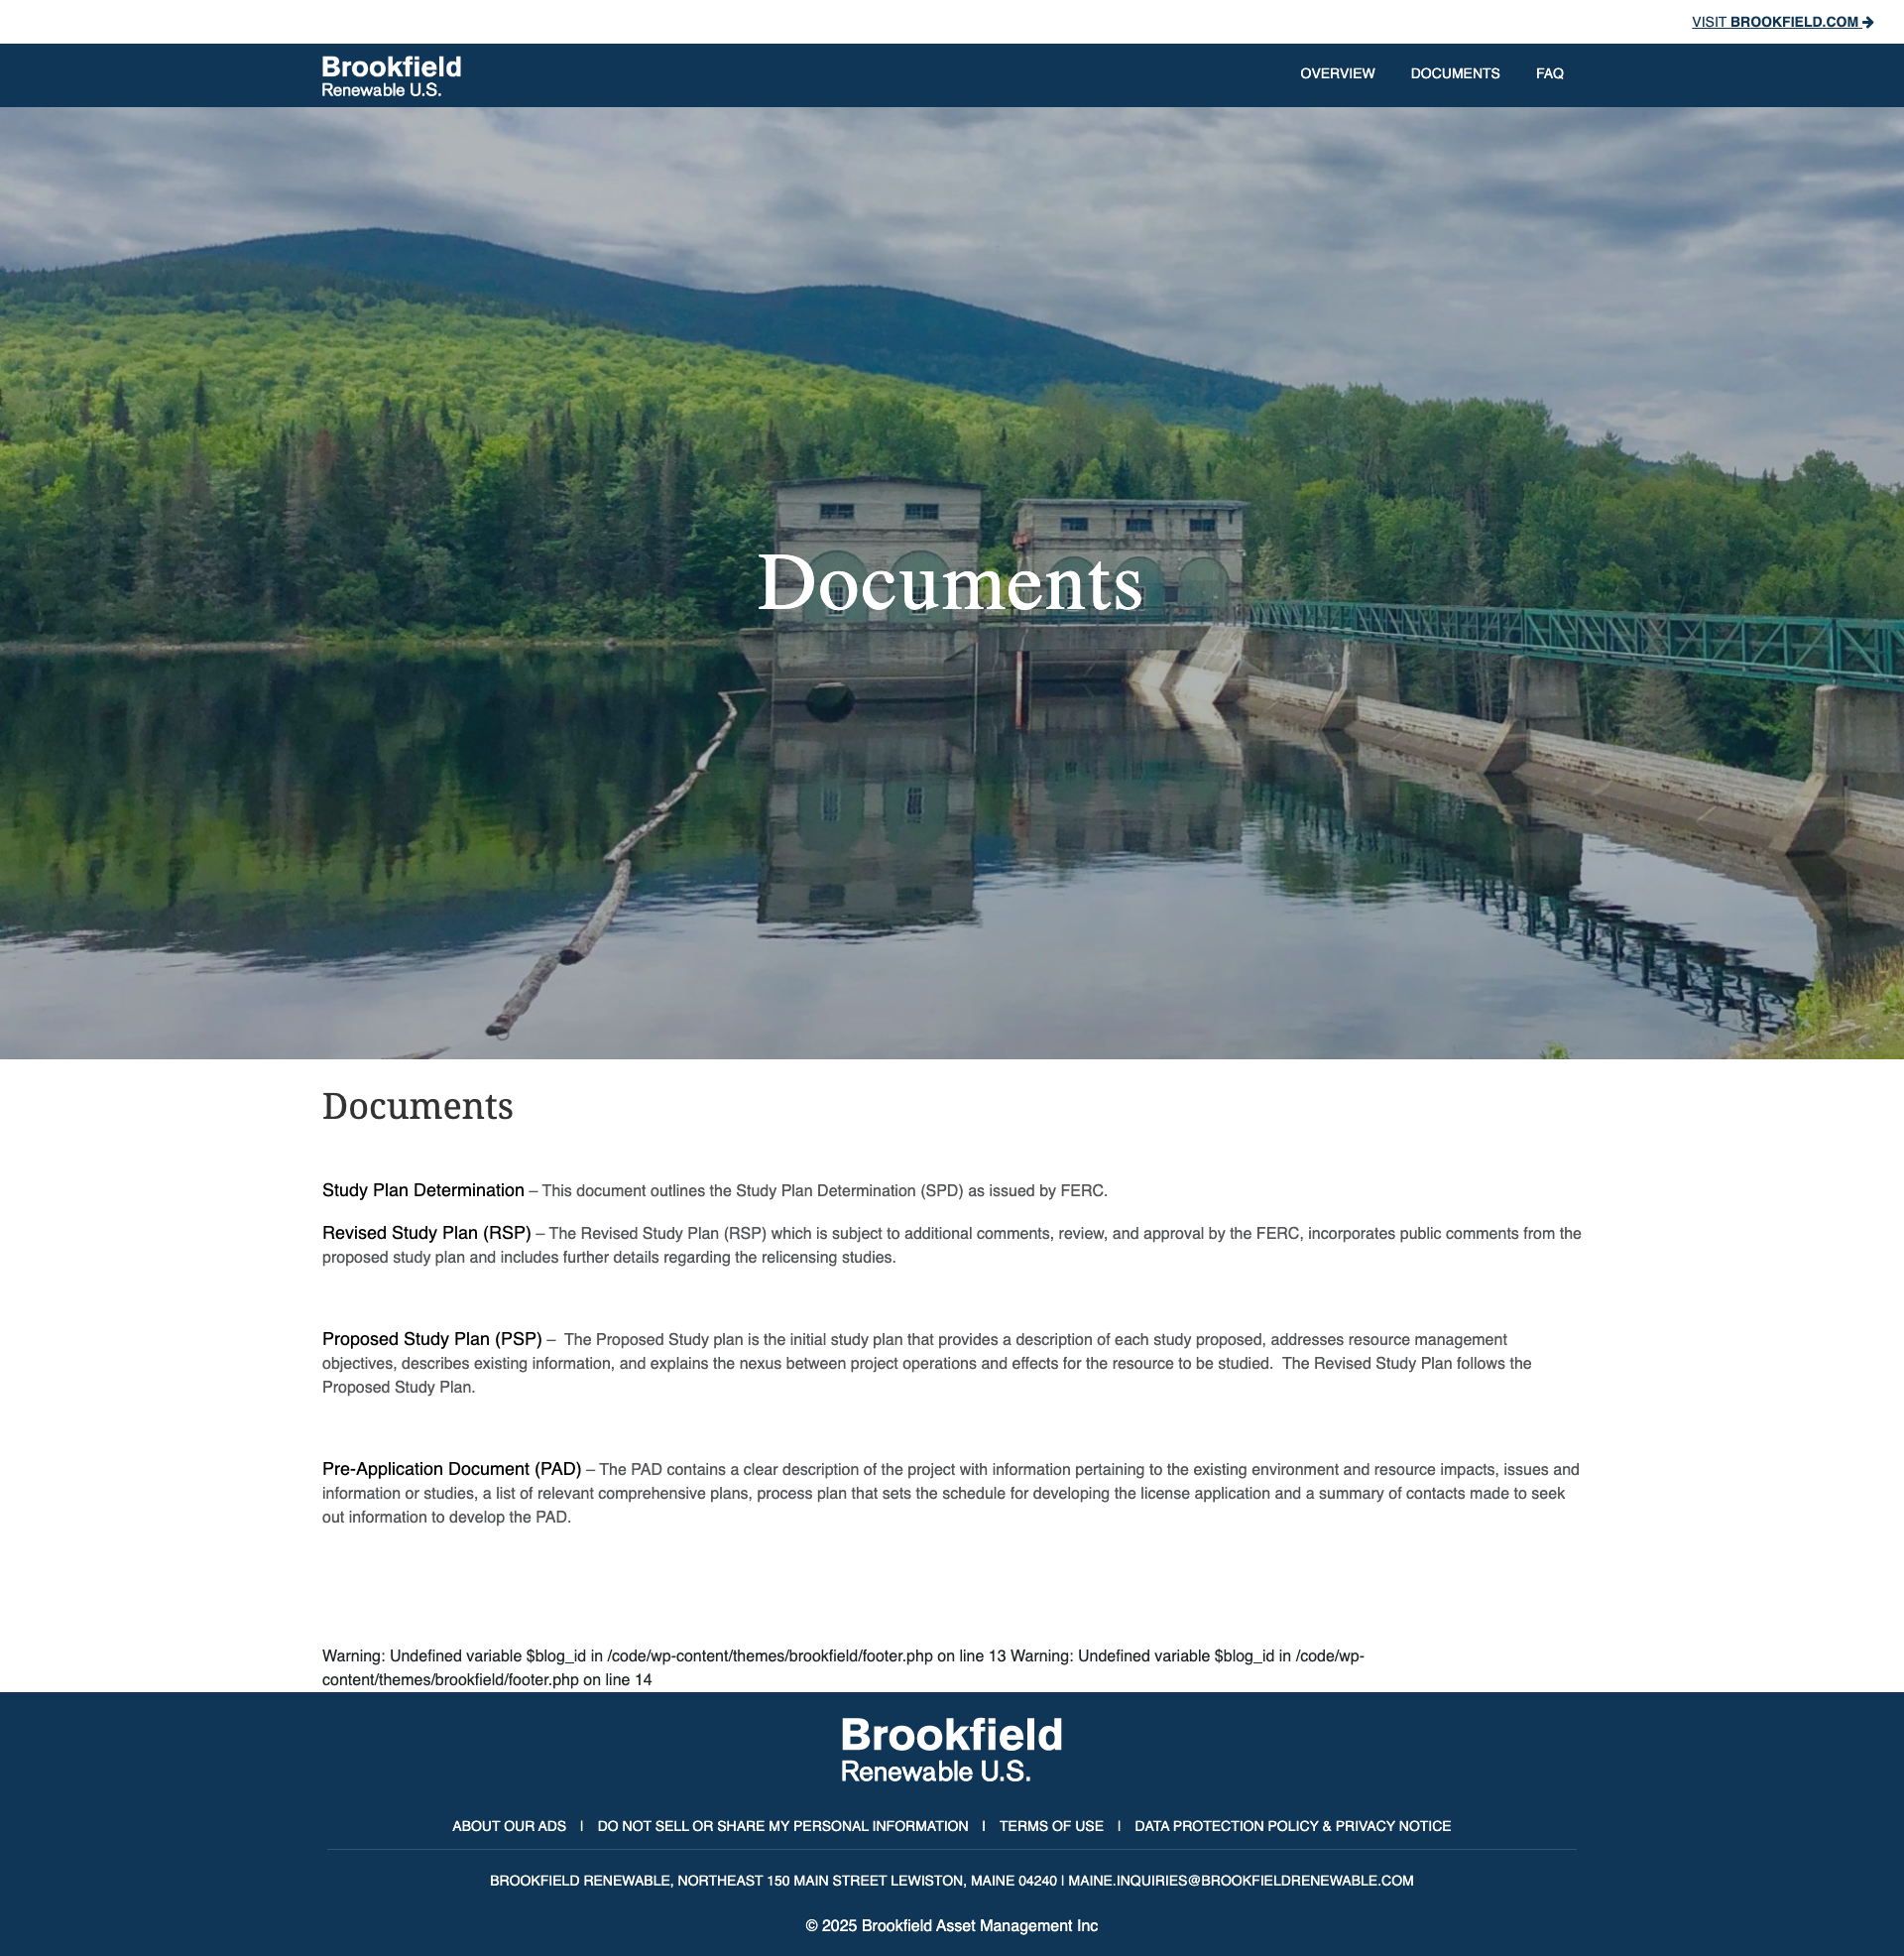 VISIT BROOKFIELD.COM
Brookfield
Renewable U.S.
OVERVIEW DOCUMENTS FAQ
Documents
Documents
Study Plan Determination – This document outlines the Study Plan Determination (SPD) as issued by FERC.
Revised Study Plan (RSP) – The Revised Study Plan (RSP) which is subject to additional comments, review, and approval by the FERC, incorporates public comments from the
proposed study plan and includes further details regarding the relicensing studies.
Proposed Study Plan (PSP) – The Proposed Study plan is the initial study plan that provides a description of each study proposed, addresses resource management
objectives, describes existing information, and explains the nexus between project operations and effects for the resource to be studied. The Revised Study Plan follows the
Proposed Study Plan.
Pre-Application Document (PAD) – The PAD contains a clear description of the project with information pertaining to the existing environment and resource impacts, issues and
information or studies, a list of relevant comprehensive plans, process plan that sets the schedule for developing the license application and a summary of contacts made to seek
out information to develop the PAD.
Warning: Undefined variable $blog_id in /code/wp-content/themes/brookfield/footer.php on line 13 Warning: Undefined variable $blog_id in /code/wp-
content/themes/brookfield/footer.php on line 14
Brookfield
Renewable U.S.
ABOUT OUR ADS | DO NOT SELL OR SHARE MY PERSONAL INFORMATION | TERMS OF USE | DATA PROTECTION POLICY & PRIVACY NOTICE
BROOKFIELD RENEWABLE, NORTHEAST 150 MAIN STREET LEWISTON, MAINE 04240 | MAINE.INQUIRIES@BROOKFIELDRENEWABLE.COM
© 2025 Brookfield Asset Management Inc